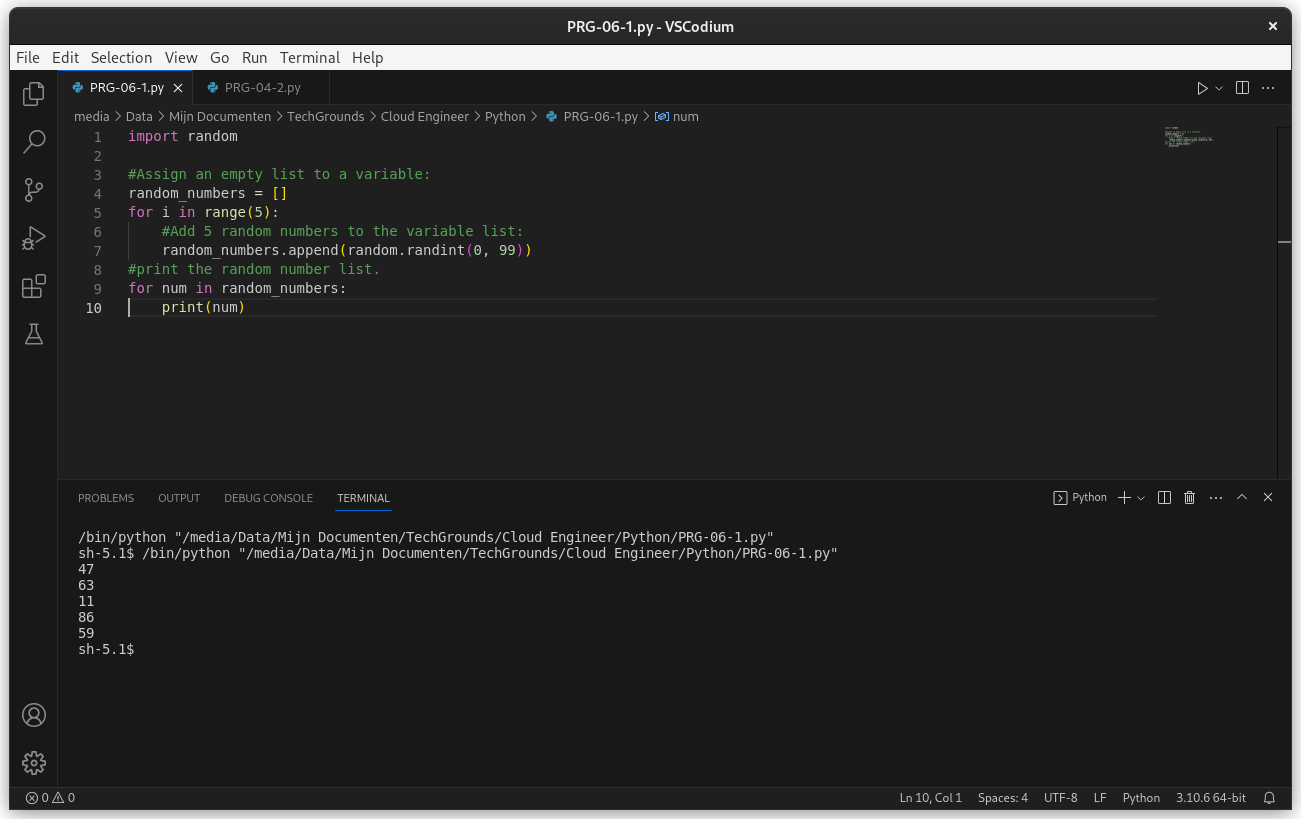 PRG-06-1.py - VSCodium
File Edit Selection View Go Run Terminal Help
PRG-06-1.py PRG-04-2.py
media > Data > Mijn Documenten > TechGrounds > Cloud Engineer > Python > PRG-06-1.py > num
1 import random
2
3 #Assign an empty list to a variable:
4 random_numbers = []
5 for i in range(5):
6     #Add 5 random numbers to the variable list:
7     random_numbers.append(random.randint(0, 99))
8 #print the random number list.
9 for num in random_numbers:
10     print(num)
PROBLEMS OUTPUT DEBUG CONSOLE TERMINAL Python
/bin/python "/media/Data/Mijn Documenten/TechGrounds/Cloud Engineer/Python/PRG-06-1.py"
sh-5.1$ /bin/python "/media/Data/Mijn Documenten/TechGrounds/Cloud Engineer/Python/PRG-06-1.py"
47
63
11
86
59
sh-5.1$
0 0 Ln 10, Col 1 Spaces: 4 UTF-8 LF Python 3.10.6 64-bit